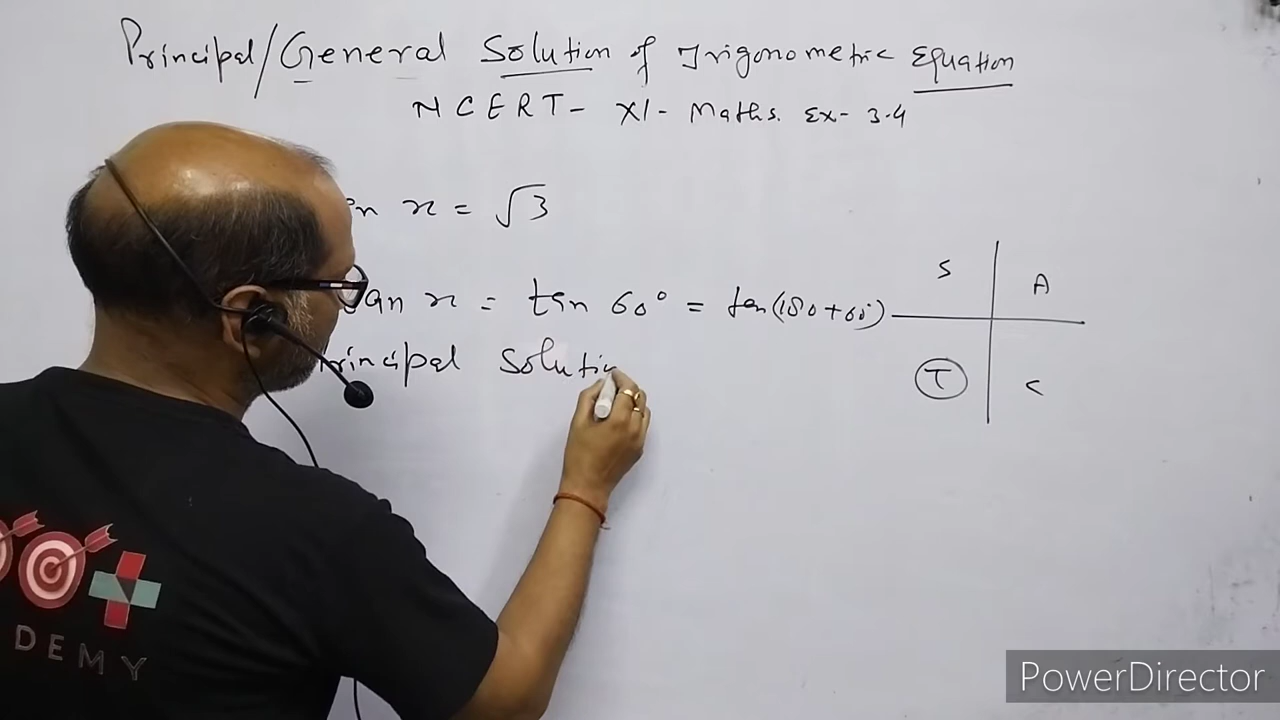 Principal/General Solution of Trigonometric Equation
NCERT- XI- Maths. Ex- 3.4
x = √3
x = tan 60° = tan(180+60°)
Solutio
S
A
T
C
DEMY
PowerDirector